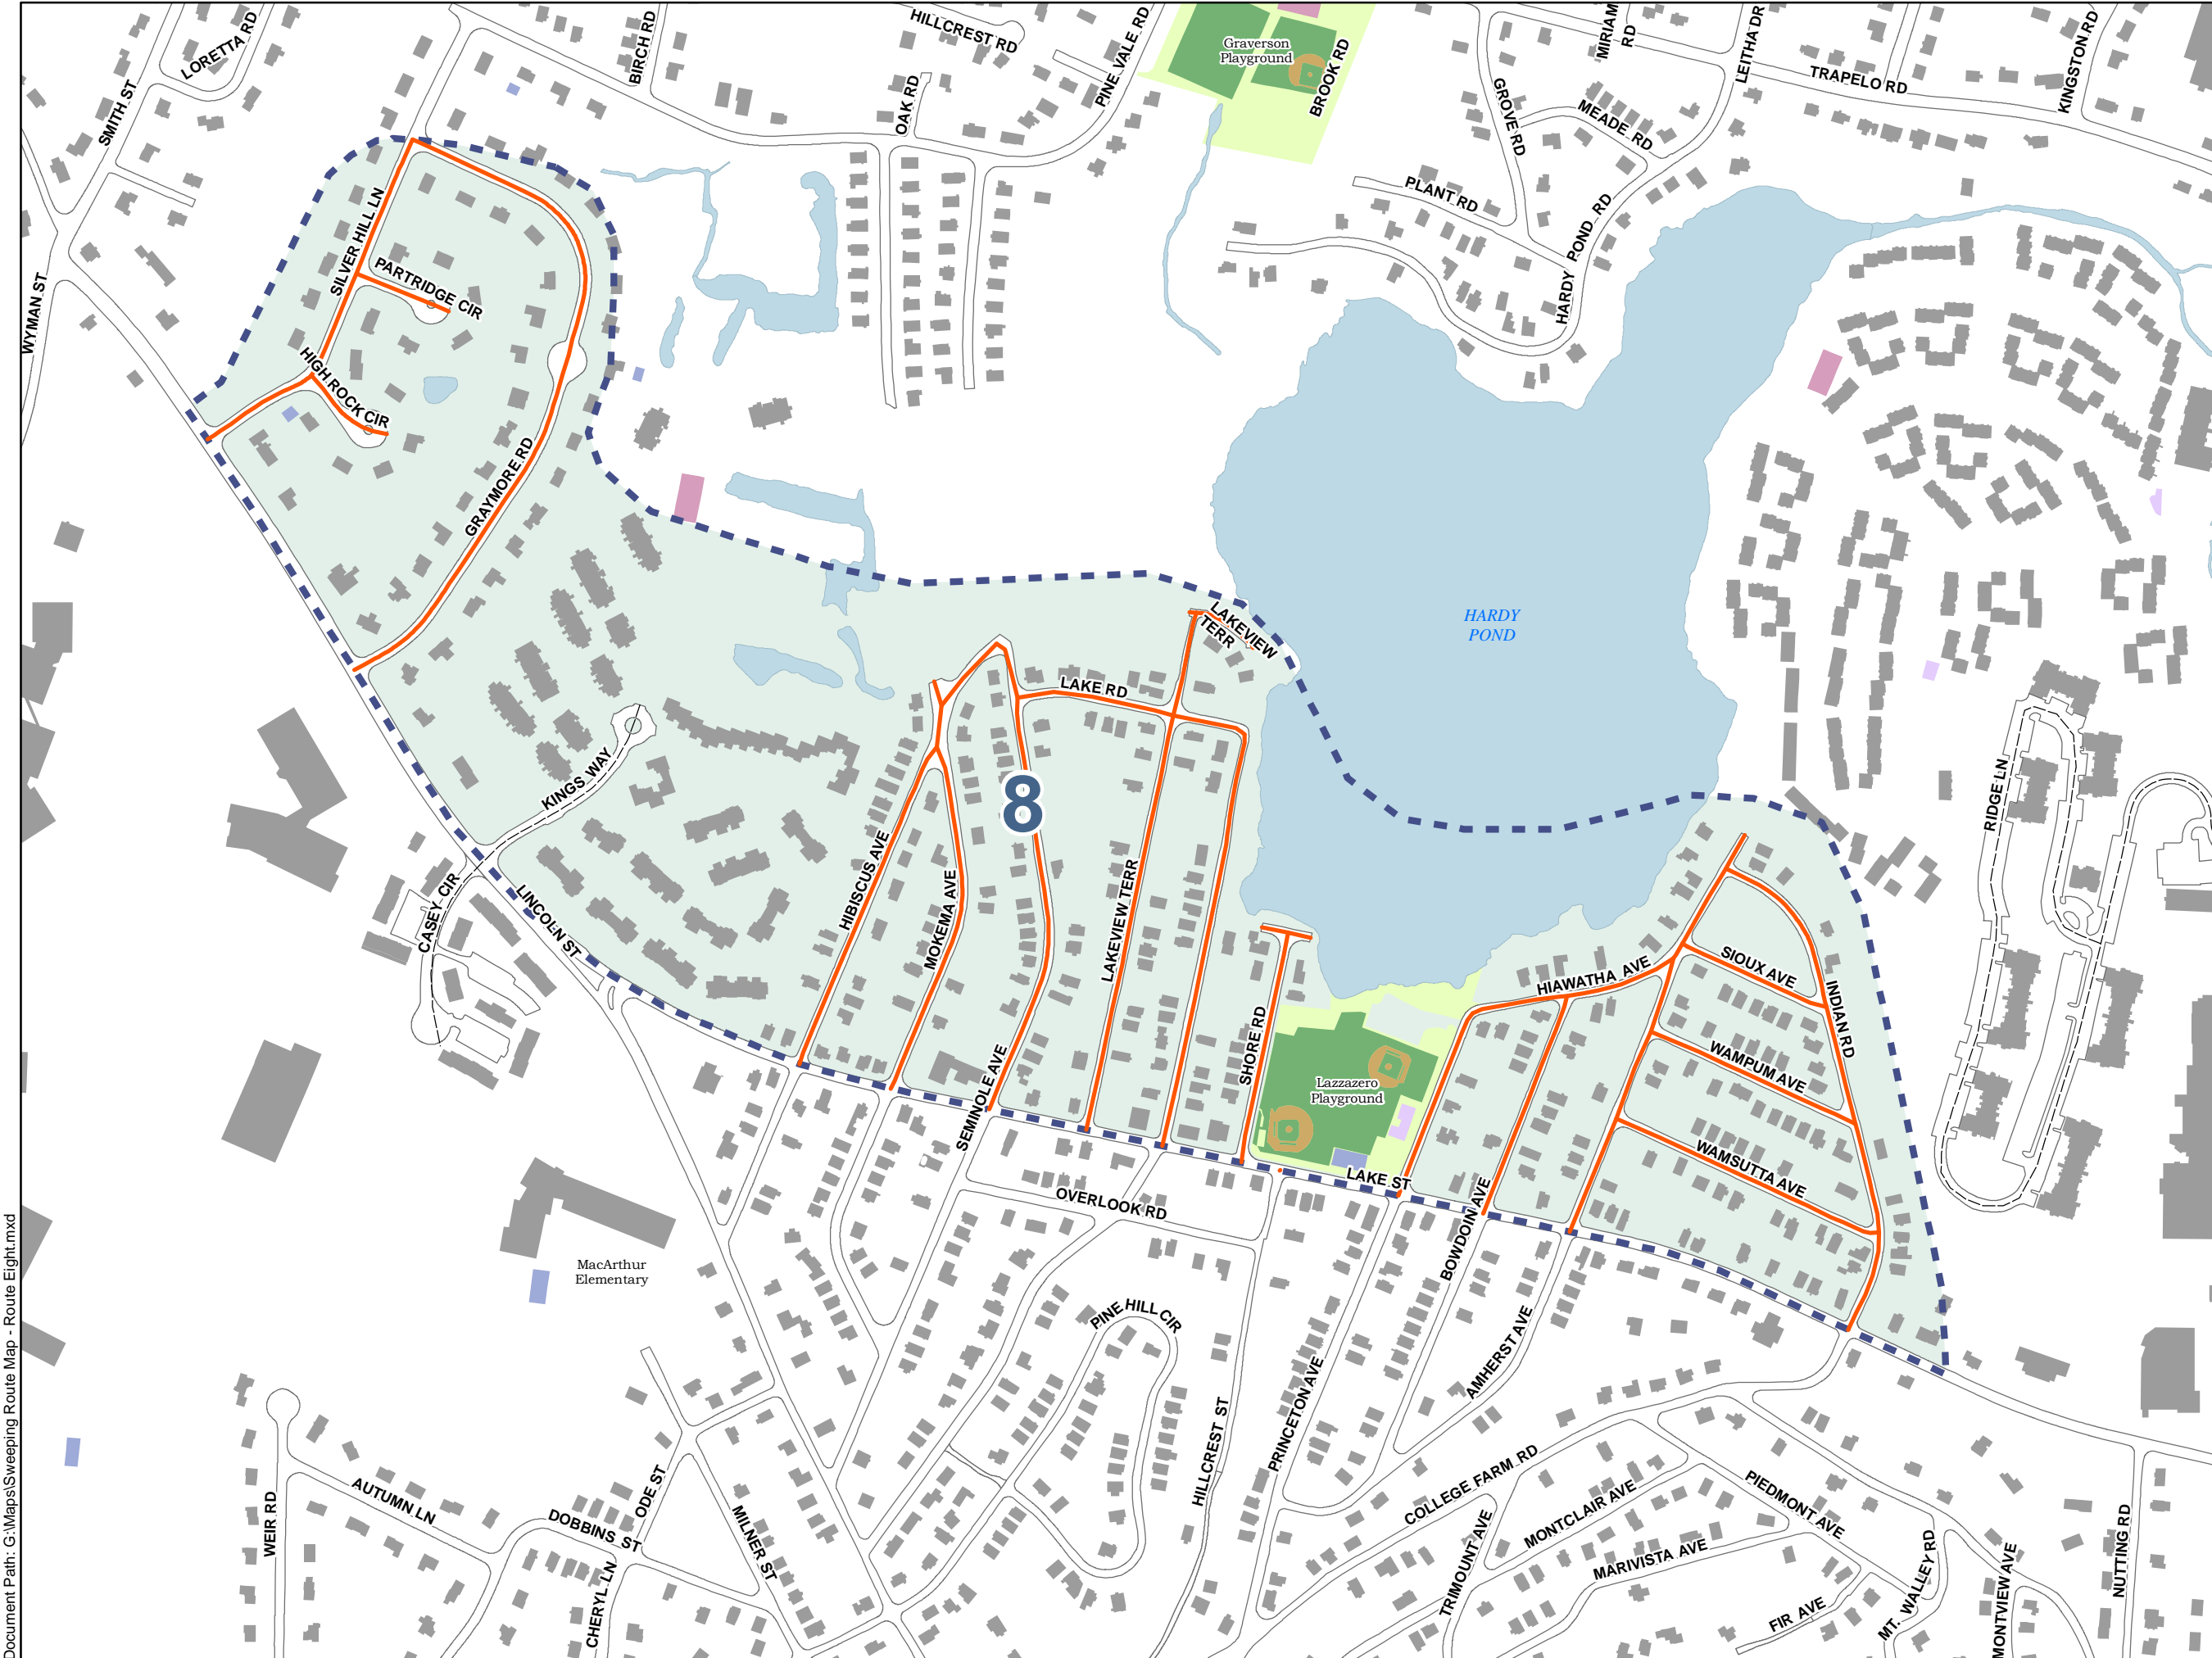 LORETTA RD
SMITH ST
BIRCH RD
HILLCREST RD
OAK RD
PINE VALE RD
Graverson
Playground
BROOK RD
GROVE RD
MIRIAM
RD
MEADE RD
LEITHA DR
TRAPELO RD
KINGSTON RD
PLANT RD
HARDY POND RD
WYMAN ST
SILVER HILL LN
PARTRIDGE CIR
HIGH ROCK CIR
GRAYMORE RD
LAKEVIEW
TERR
HARDY
POND
LAKE RD
KINGS WAY
8
RIDGE LN
CASEY CIR
LINCOLN ST
HIBISCUS AVE
MOKEMA AVE
LAKEVIEW TERR
HIAWATHA AVE
SIOUX AVE
INDIAN RD
SHORE RD
WAMPUM AVE
SEMINOLE AVE
Lazzazero
Playground
LAKE ST
WAMSUTTA AVE
OVERLOOK RD
BOWDOIN AVE
MacArthur
Elementary
PINE HILL CIR
AMHERST AVE
PRINCETON AVE
HILLCREST ST
COLLEGE FARM RD
MONTCLAIR AVE
PIEDMONT AVE
MARIVISTA AVE
TRIMOUNT AVE
FIR AVE
MT. WALLEY RD
MONTVIEW AVE
NUTTING RD
WEIR RD
AUTUMN LN
DOBBINS ST
ODE ST
MILNER ST
CHERYL LN
Document Path: G:\Maps\Sweeping Route Map - Route Eight.mxd